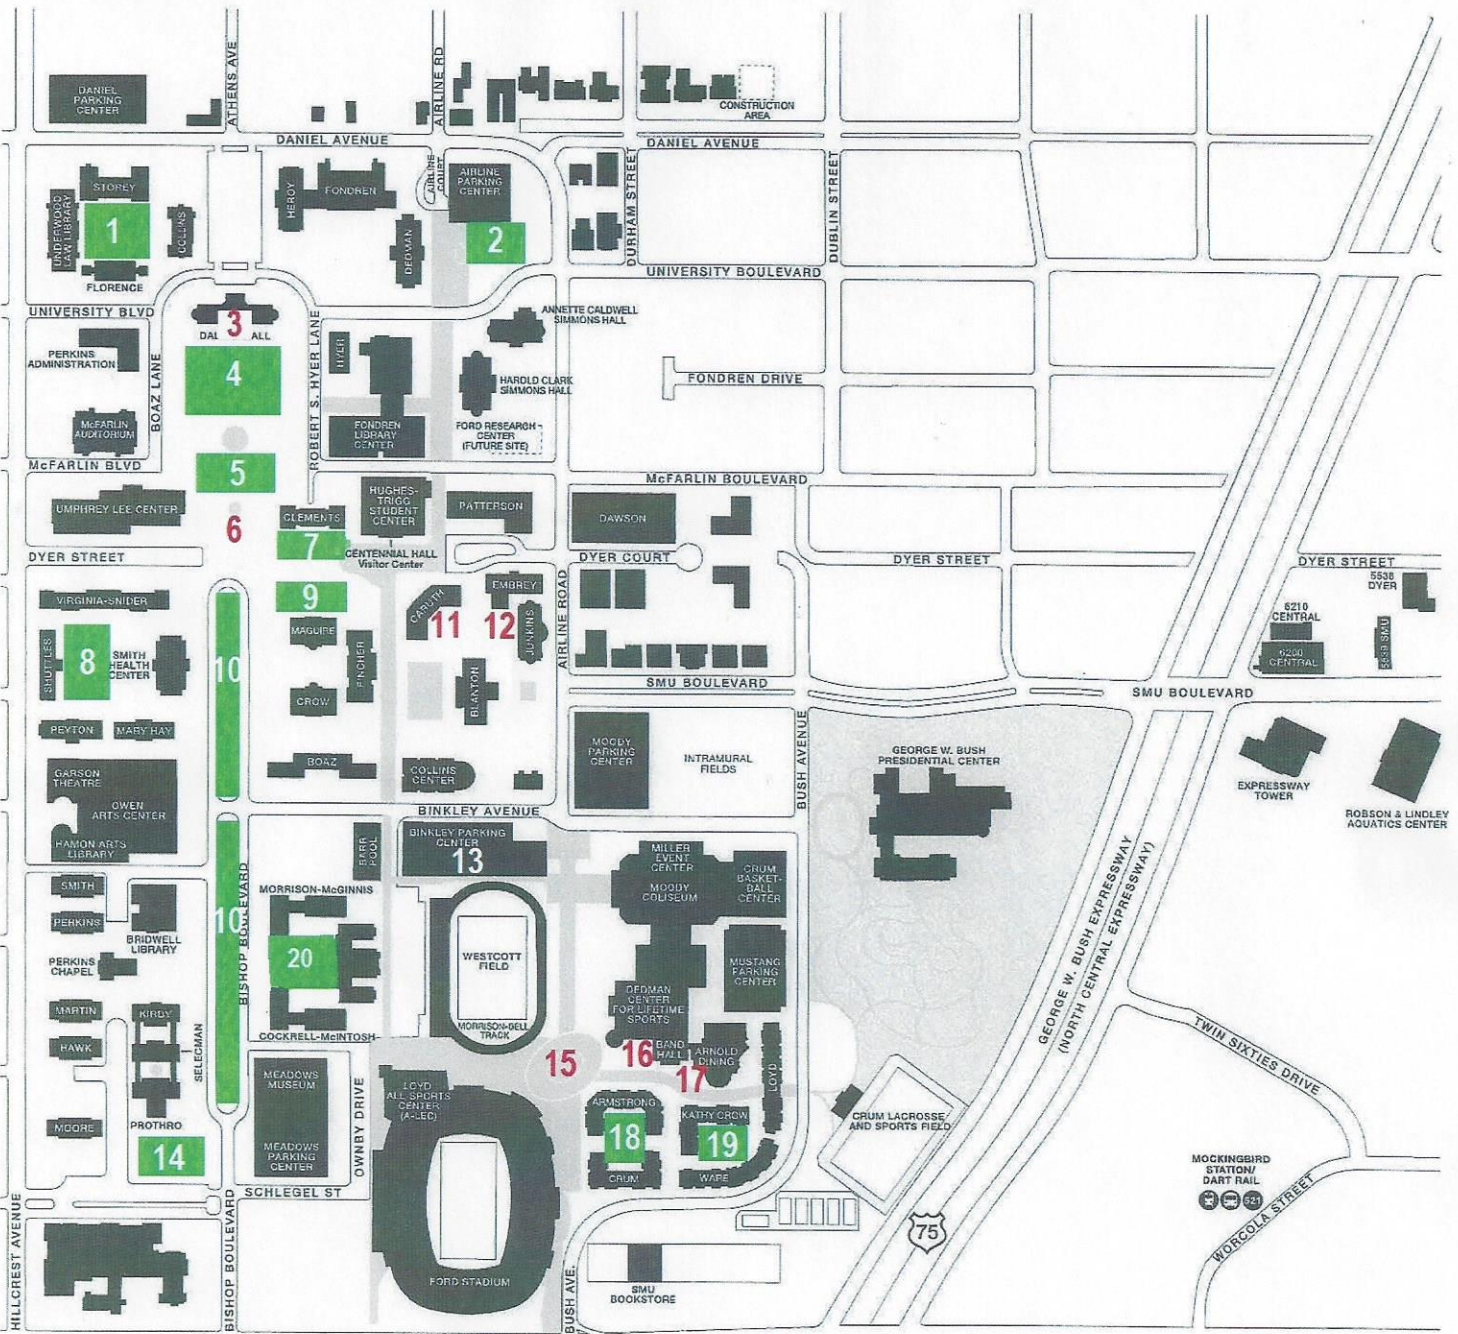 DANIEL
PARKING
CENTER
ATHENS AVE
AIRLINE RD
CONSTRUCTION
AREA
DANIEL AVENUE
DANIEL AVENUE
STOREY
UNDERWOOD
LAW LIBRARY
1
COLLINS
FLORENCE
HEROY
FONDREN
AIRLINE
COURT
AIRLINE
PARKING
CENTER
DEDMAN
2
DURHAM STREET
DUBLIN STREET
UNIVERSITY BOULEVARD
UNIVERSITY BLVD
3
DAL ALL
ANNETTE CALDWELL
SIMMONS HALL
PERKINS
ADMINISTRATION
BOAZ LANE
4
ROBERT S. HYER LANE
HYER
HAROLD CLARK
SIMMONS HALL
FONDREN DRIVE
McFARLIN
AUDITORIUM
FONDREN
LIBRARY
CENTER
FORD RESEARCH
CENTER
(FUTURE SITE)
McFARLIN BLVD
5
McFARLIN BOULEVARD
UMPHREY LEE CENTER
6
CLEMENTS
7
HUGHES-
TRIGG
STUDENT
CENTER
PATTERSON
DAWSON
CENTENNIAL HALL
Visitor Center
DYER STREET
DYER COURT
DYER STREET
DYER STREET
5538
DYER
6210
CENTRAL
6200
CENTRAL
5539 SMU
VIRGINIA-SNIDER
9
CARUTH
11
EMBREY
12
JUNKINS
AIRLINE ROAD
SHUTTLES
8
SMITH
HEALTH
CENTER
10
MAGUIRE
FINCHER
CROW
BLANTON
SMU BOULEVARD
SMU BOULEVARD
PEYTON
MARY HAY
BOAZ
COLLINS
CENTER
MOODY
PARKING
CENTER
INTRAMURAL
FIELDS
BUSH AVENUE
GEORGE W. BUSH
PRESIDENTIAL CENTER
EXPRESSWAY
TOWER
ROBSON & LINDLEY
AQUATICS CENTER
GARSON
THEATRE
OWEN
ARTS CENTER
HAMON ARTS
LIBRARY
BINKLEY AVENUE
BARR
POOL
BINKLEY PARKING
CENTER
13
MILLER
EVENT
CENTER
MOODY
COLISEUM
CRUM
BASKET-
BALL
CENTER
SMITH
PERKINS
BRIDWELL
LIBRARY
PERKINS
CHAPEL
10
BISHOP BOULEVARD
MORRISON-McGINNIS
20
COCKRELL-McINTOSH
WESTCOTT
FIELD
MORRISON-BELL
TRACK
MUSTANG
PARKING
CENTER
DEDMAN
CENTER
FOR LIFETIME
SPORTS
GEORGE W. BUSH EXPRESSWAY
(NORTH CENTRAL EXPRESSWAY)
TWIN SIXTIES DRIVE
MARTIN
HAWK
KIRBY
SELECMAN
MOORE
PROTHRO
14
MEADOWS
MUSEUM
MEADOWS
PARKING
CENTER
OWNBY DRIVE
LOYD
ALL SPORTS
CENTER
(A-LEC)
15
16
BAND
HALL
ARNOLD
DINING
17
LOYD
ARMSTRONG
18
CRUM
KATHY CROW
19
WARE
CRUM LACROSSE
AND SPORTS FIELD
MOCKINGBIRD
STATION/
DART RAIL
521
WORCOLA STREET
SCHLEGEL ST
HILLCREST AVENUE
BISHOP BOULEVARD
FORD STADIUM
BUSH AVE.
SMU
BOOKSTORE
75